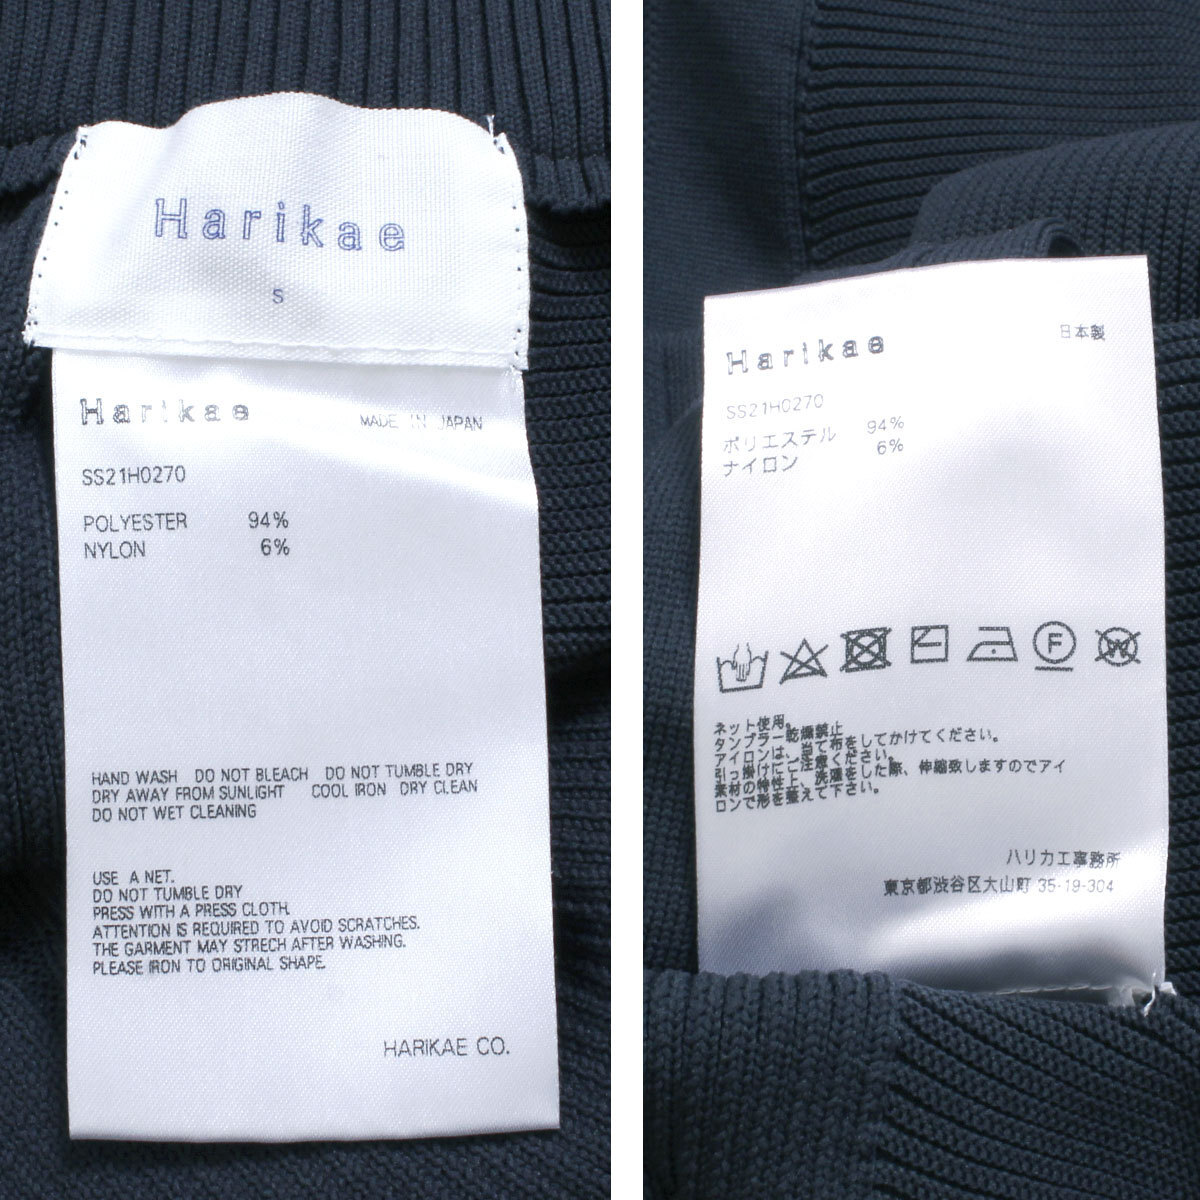 Harikae
S
Harikae MADE IN JAPAN
SS21H0270
POLYESTER 94%
NYLON 6%
HAND WASH DO NOT BLEACH DO NOT TUMBLE DRY
DRY AWAY FROM SUNLIGHT COOL IRON DRY CLEAN
DO NOT WET CLEANING
USE A NET.
DO NOT TUMBLE DRY
PRESS WITH A PRESS CLOTH.
ATTENTION IS REQUIRED TO AVOID SCRATCHES.
THE GARMENT MAY STRECH AFTER WASHING.
PLEASE IRON TO ORIGINAL SHAPE.
HARIKAE CO.
Harikae 日本製
SS21H0270
ポリエステル 94%
ナイロン 6%
F W
ネット使用。
タンブラー乾燥禁止
アイロンは、当て布をしてかけてください。
引っ掛けにご注意ください。
素材の特性上、洗濯をした際、伸縮致しますのでアイ
ロンで形を整えて下さい。
ハリカエ事務所
東京都渋谷区大山町 35-19-304